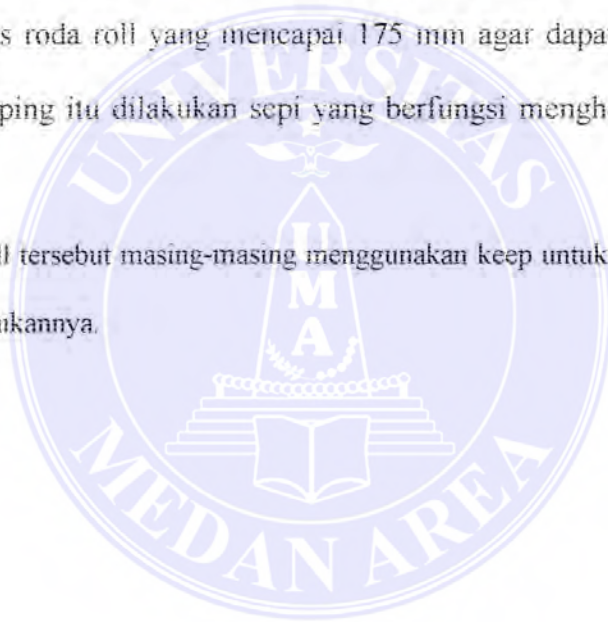 s roda roll yang mencapai 175 mm agar dapa
ping itu dilakukan sepi yang berfungsi mengh
ll tersebut masing-masing menggunakan keep untuk
ukannya.
UNIVERSITAS
UMA
MEDAN AREA